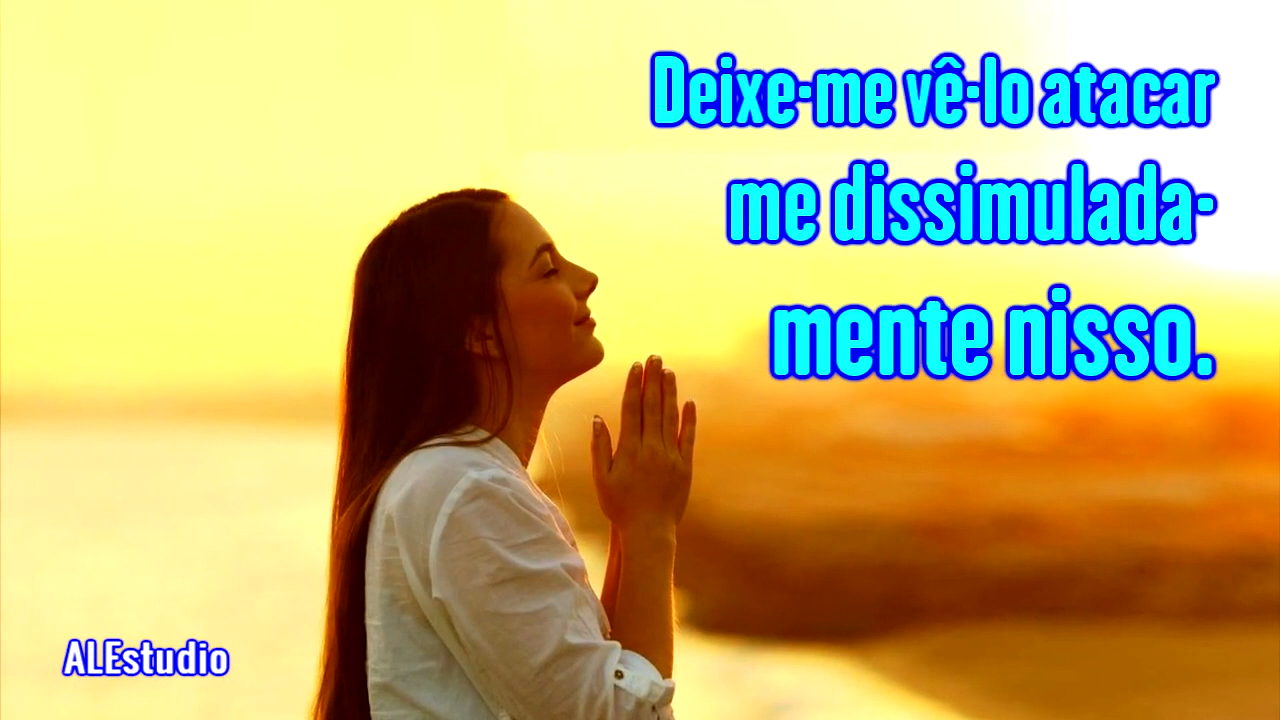 Deixe-me vê-lo atacar
me dissimulada-
mente nisso.
ALEstudio